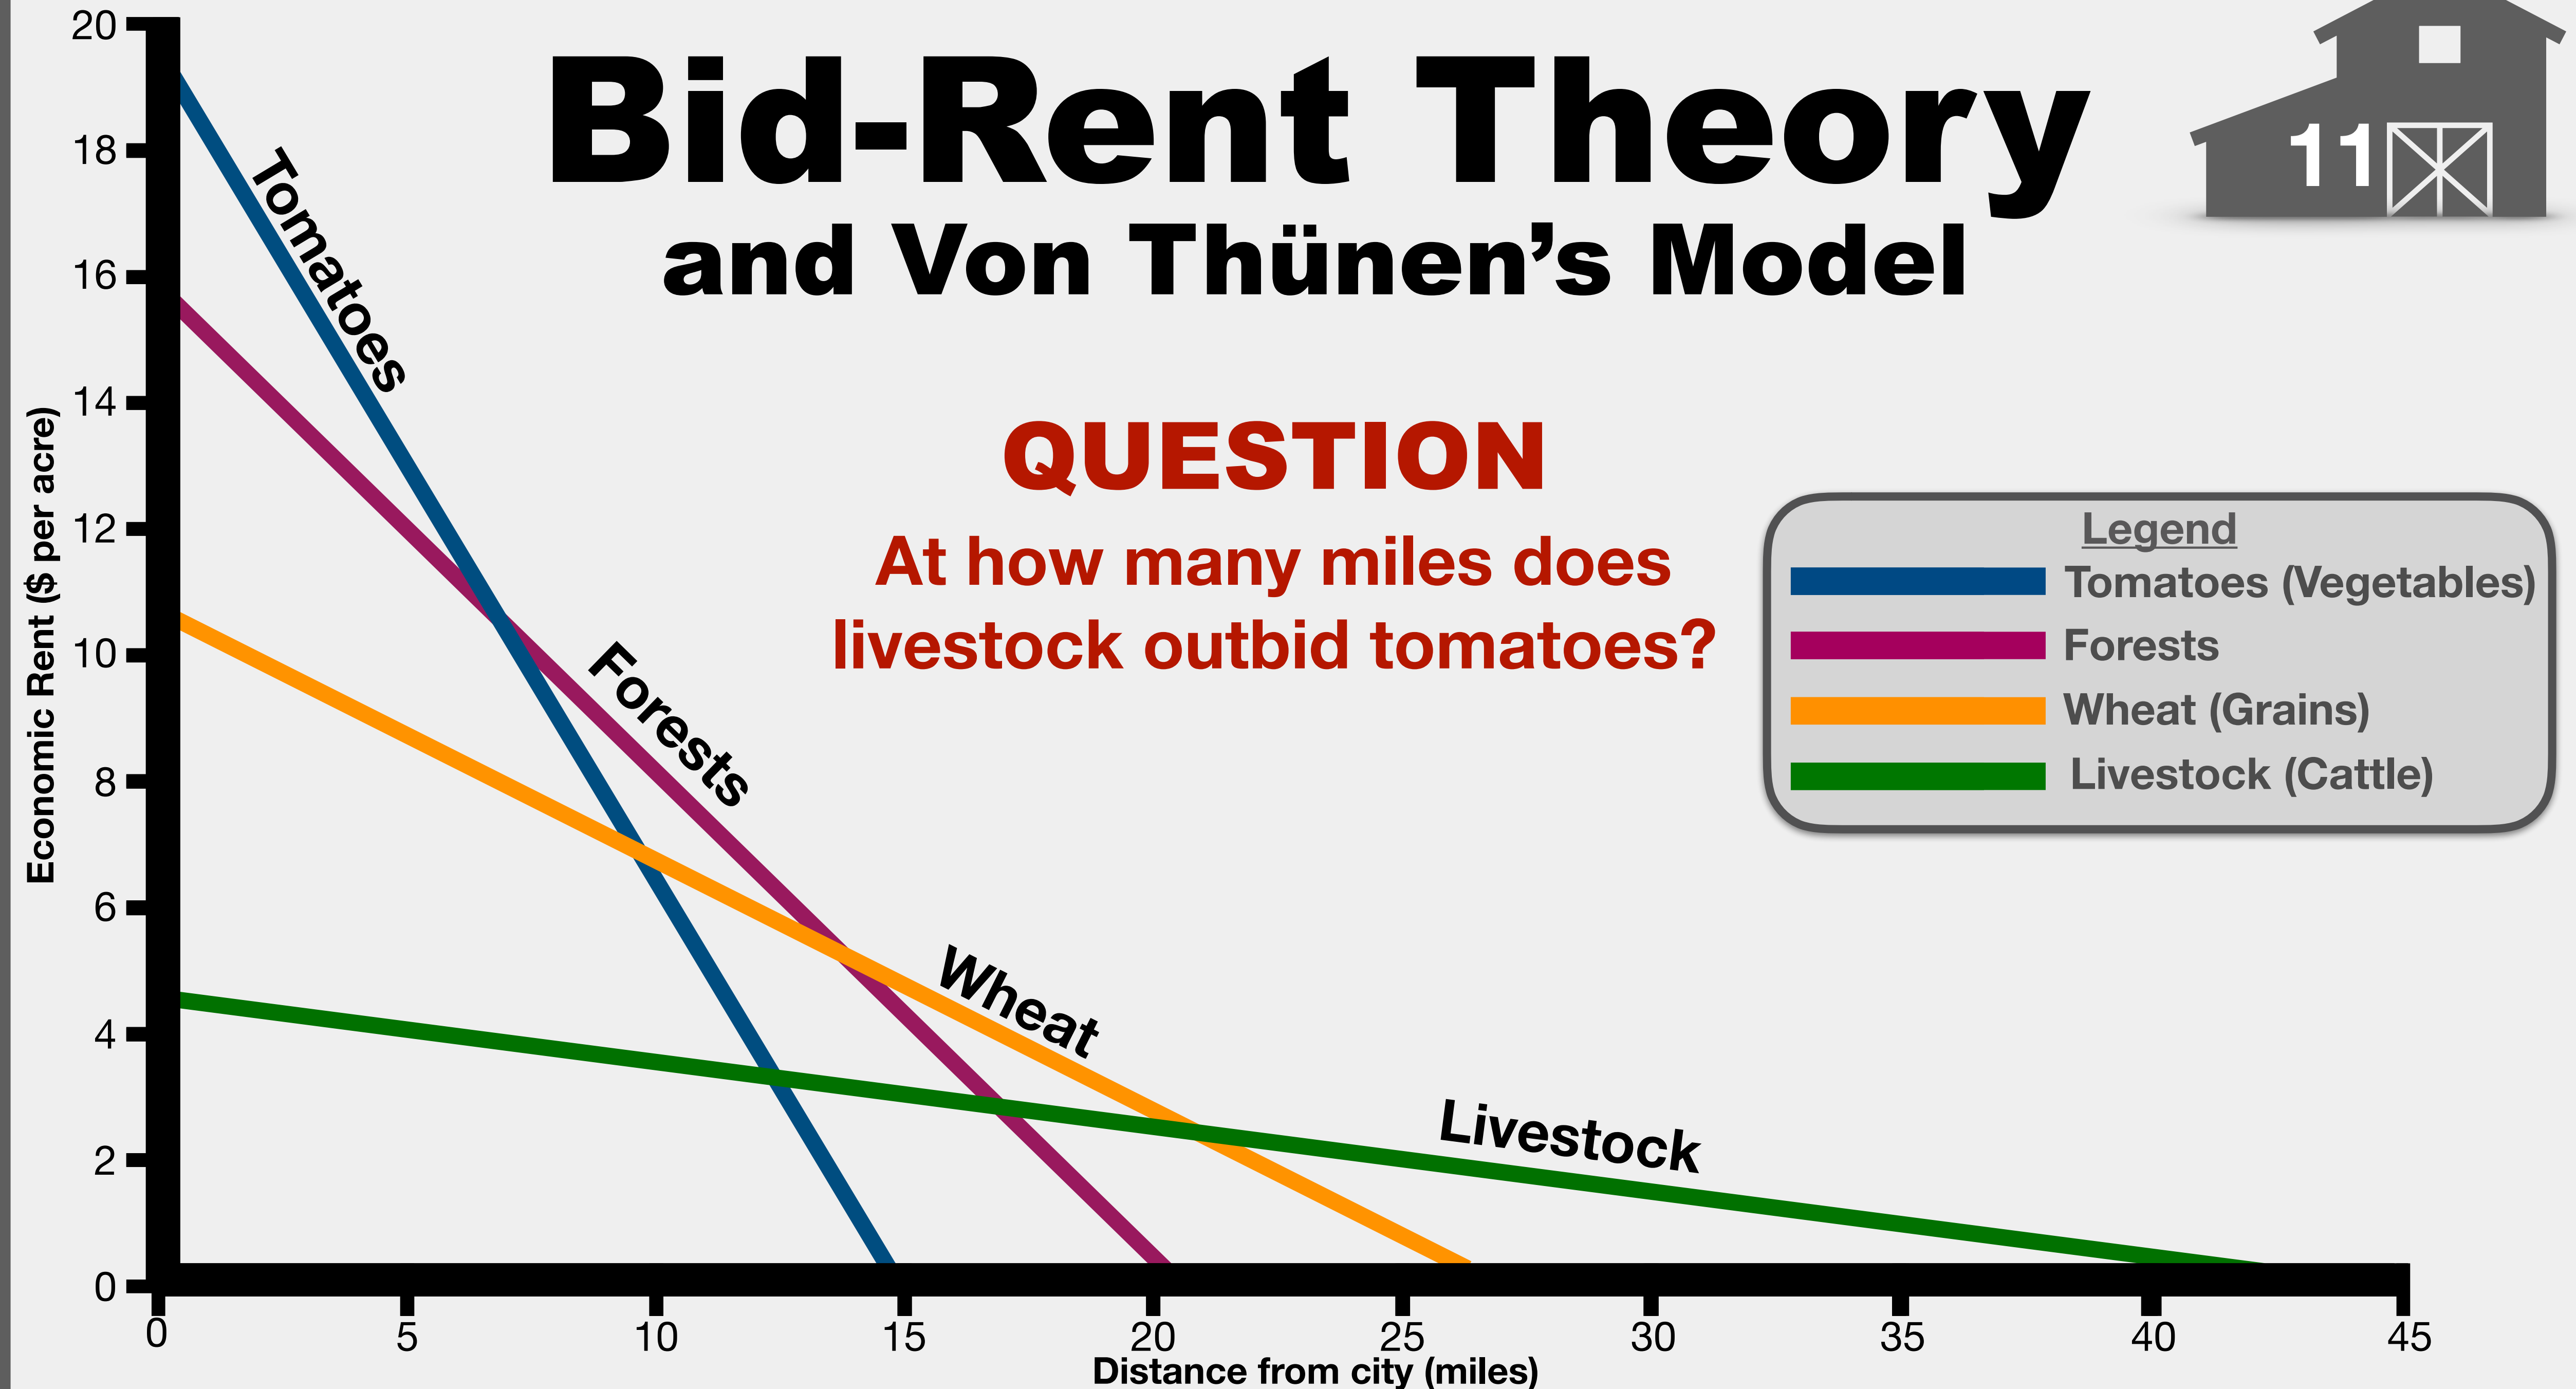 Bid-Rent Theory
and Von Thünen's Model
11
QUESTION
At how many miles does
livestock outbid tomatoes?
Legend
Tomatoes (Vegetables)
Forests
Wheat (Grains)
Livestock (Cattle)
Tomatoes
Forests
Wheat
Livestock
Economic Rent ($ per acre)
20
18
16
14
12
10
8
6
4
2
0
0 5 10 15 20 25 30 35 40 45
Distance from city (miles)